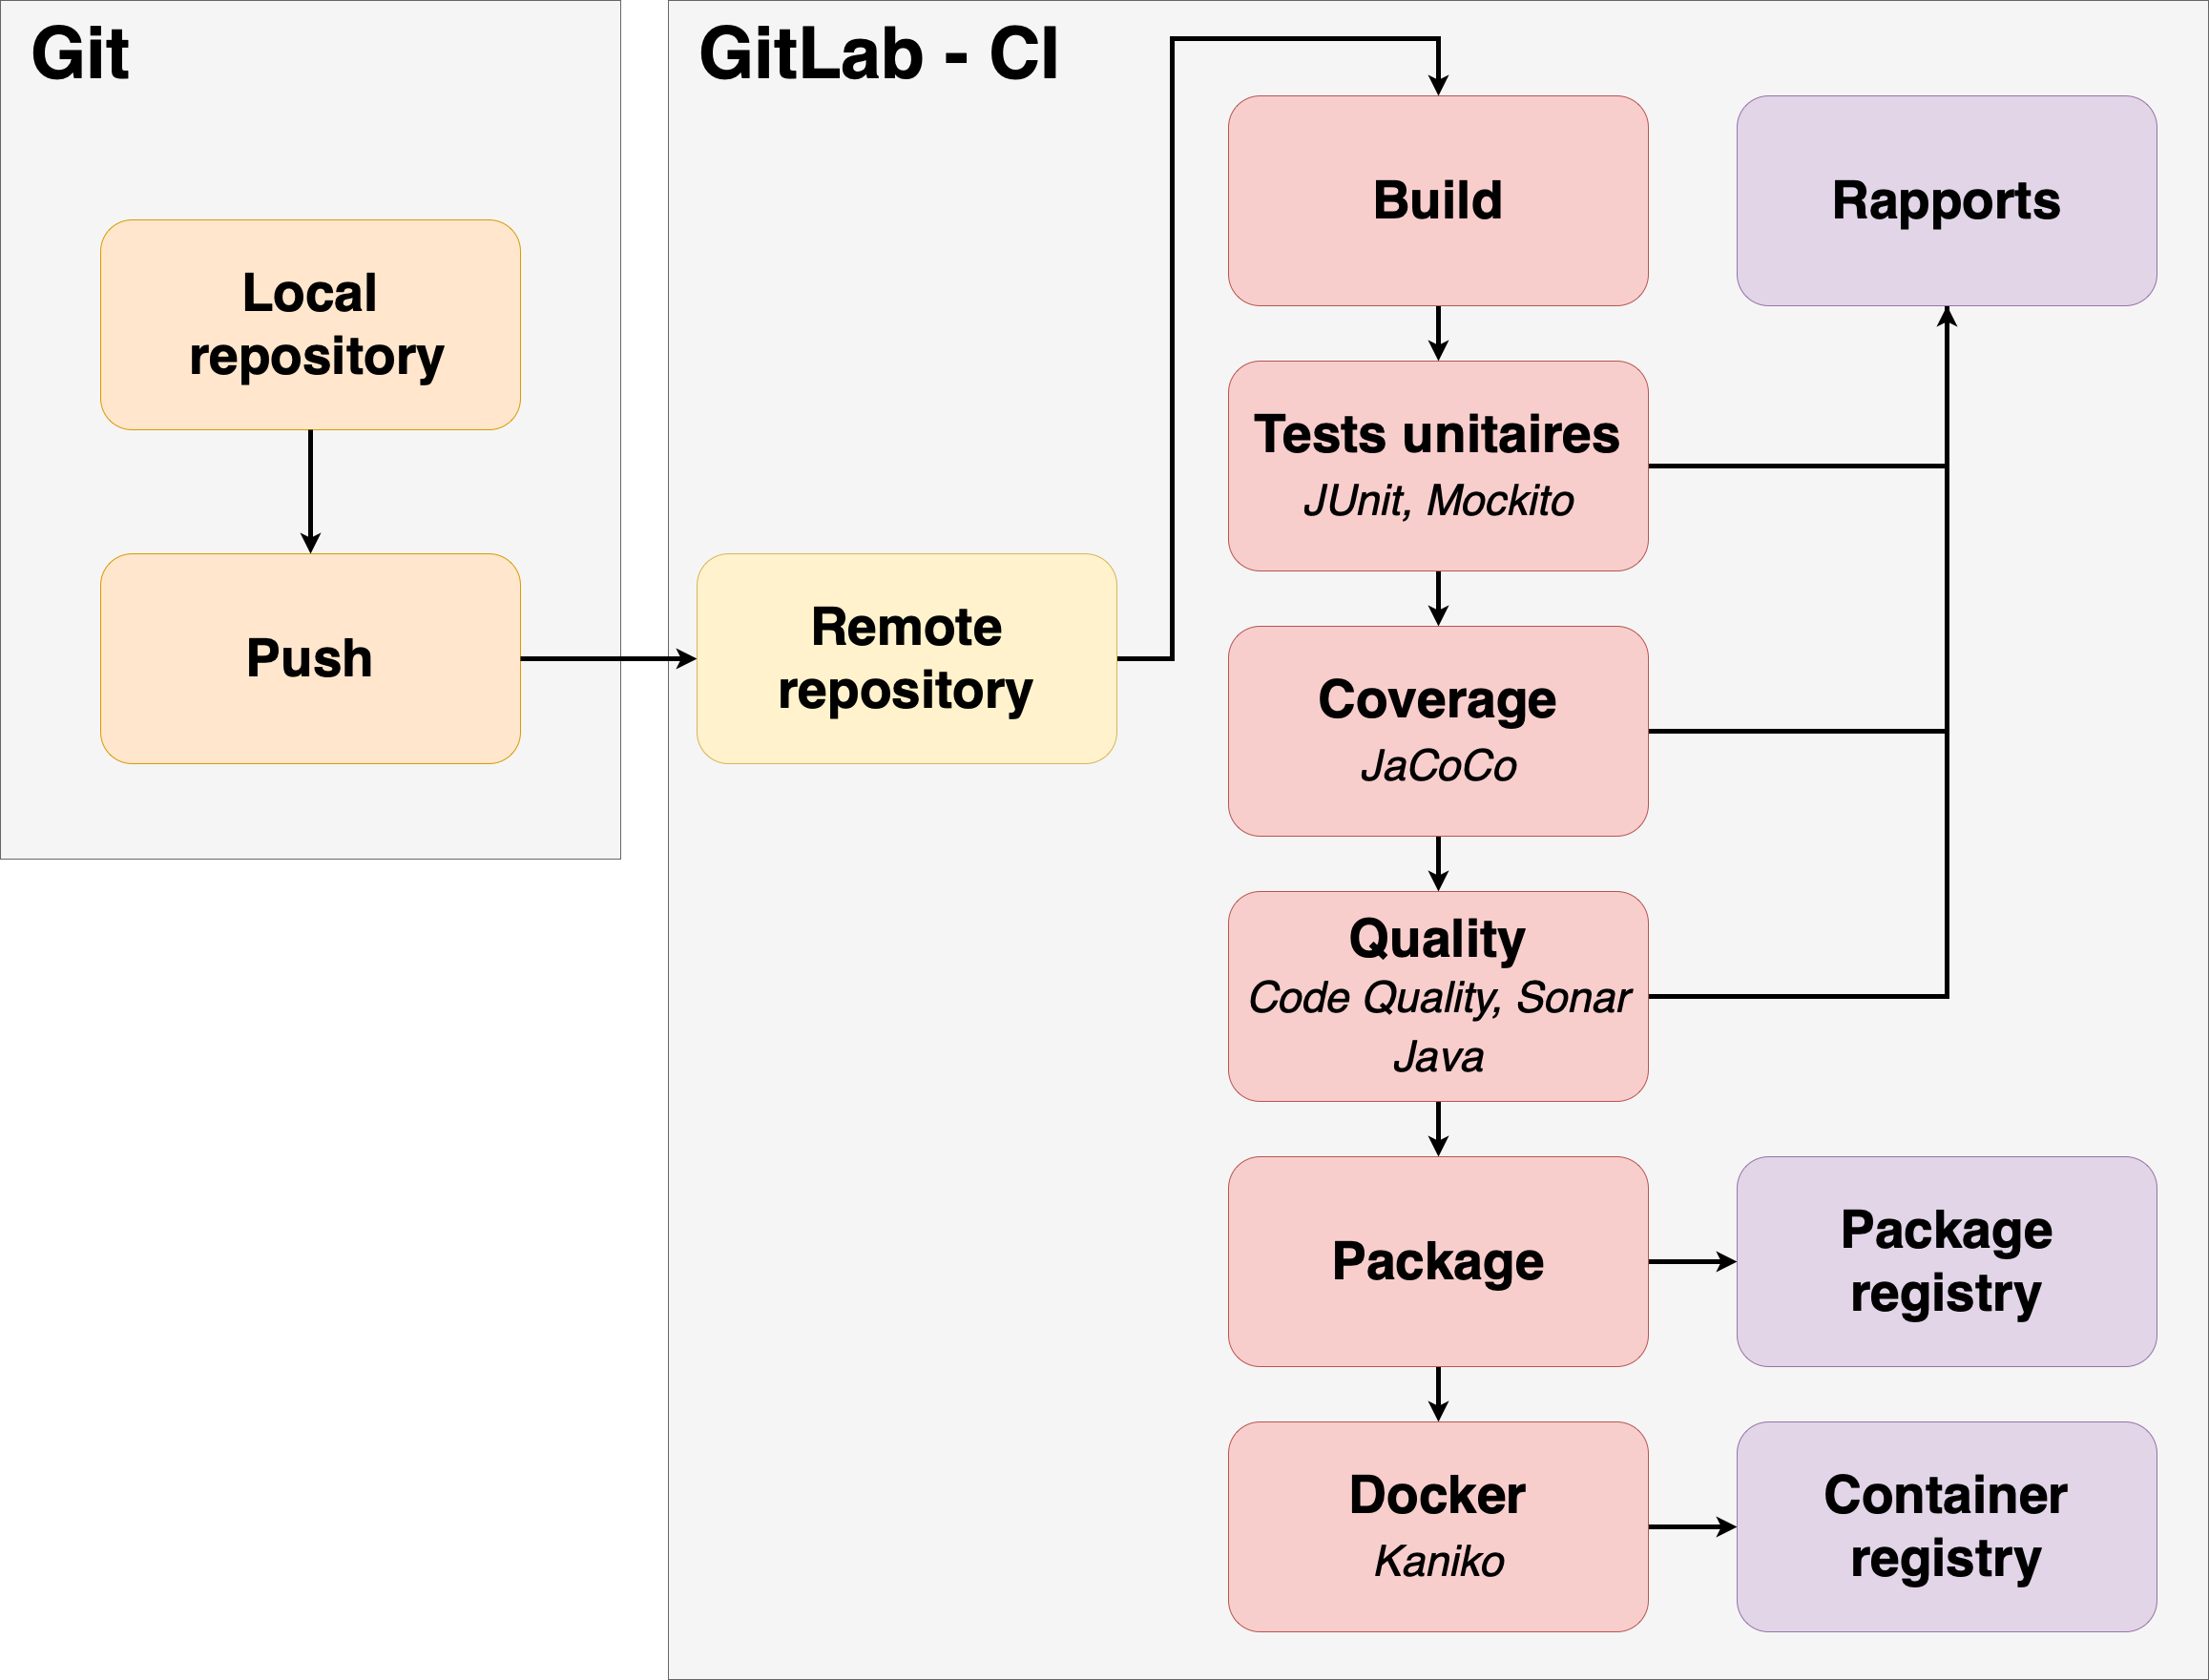 Git
Local
repository
Push
GitLab - CI
Remote
repository
Build
Tests unitaires
JUnit, Mockito
Coverage
JaCoCo
Quality
Code Quality, Sonar
Java
Package
Docker
Kaniko
Rapports
Package
registry
Container
registry